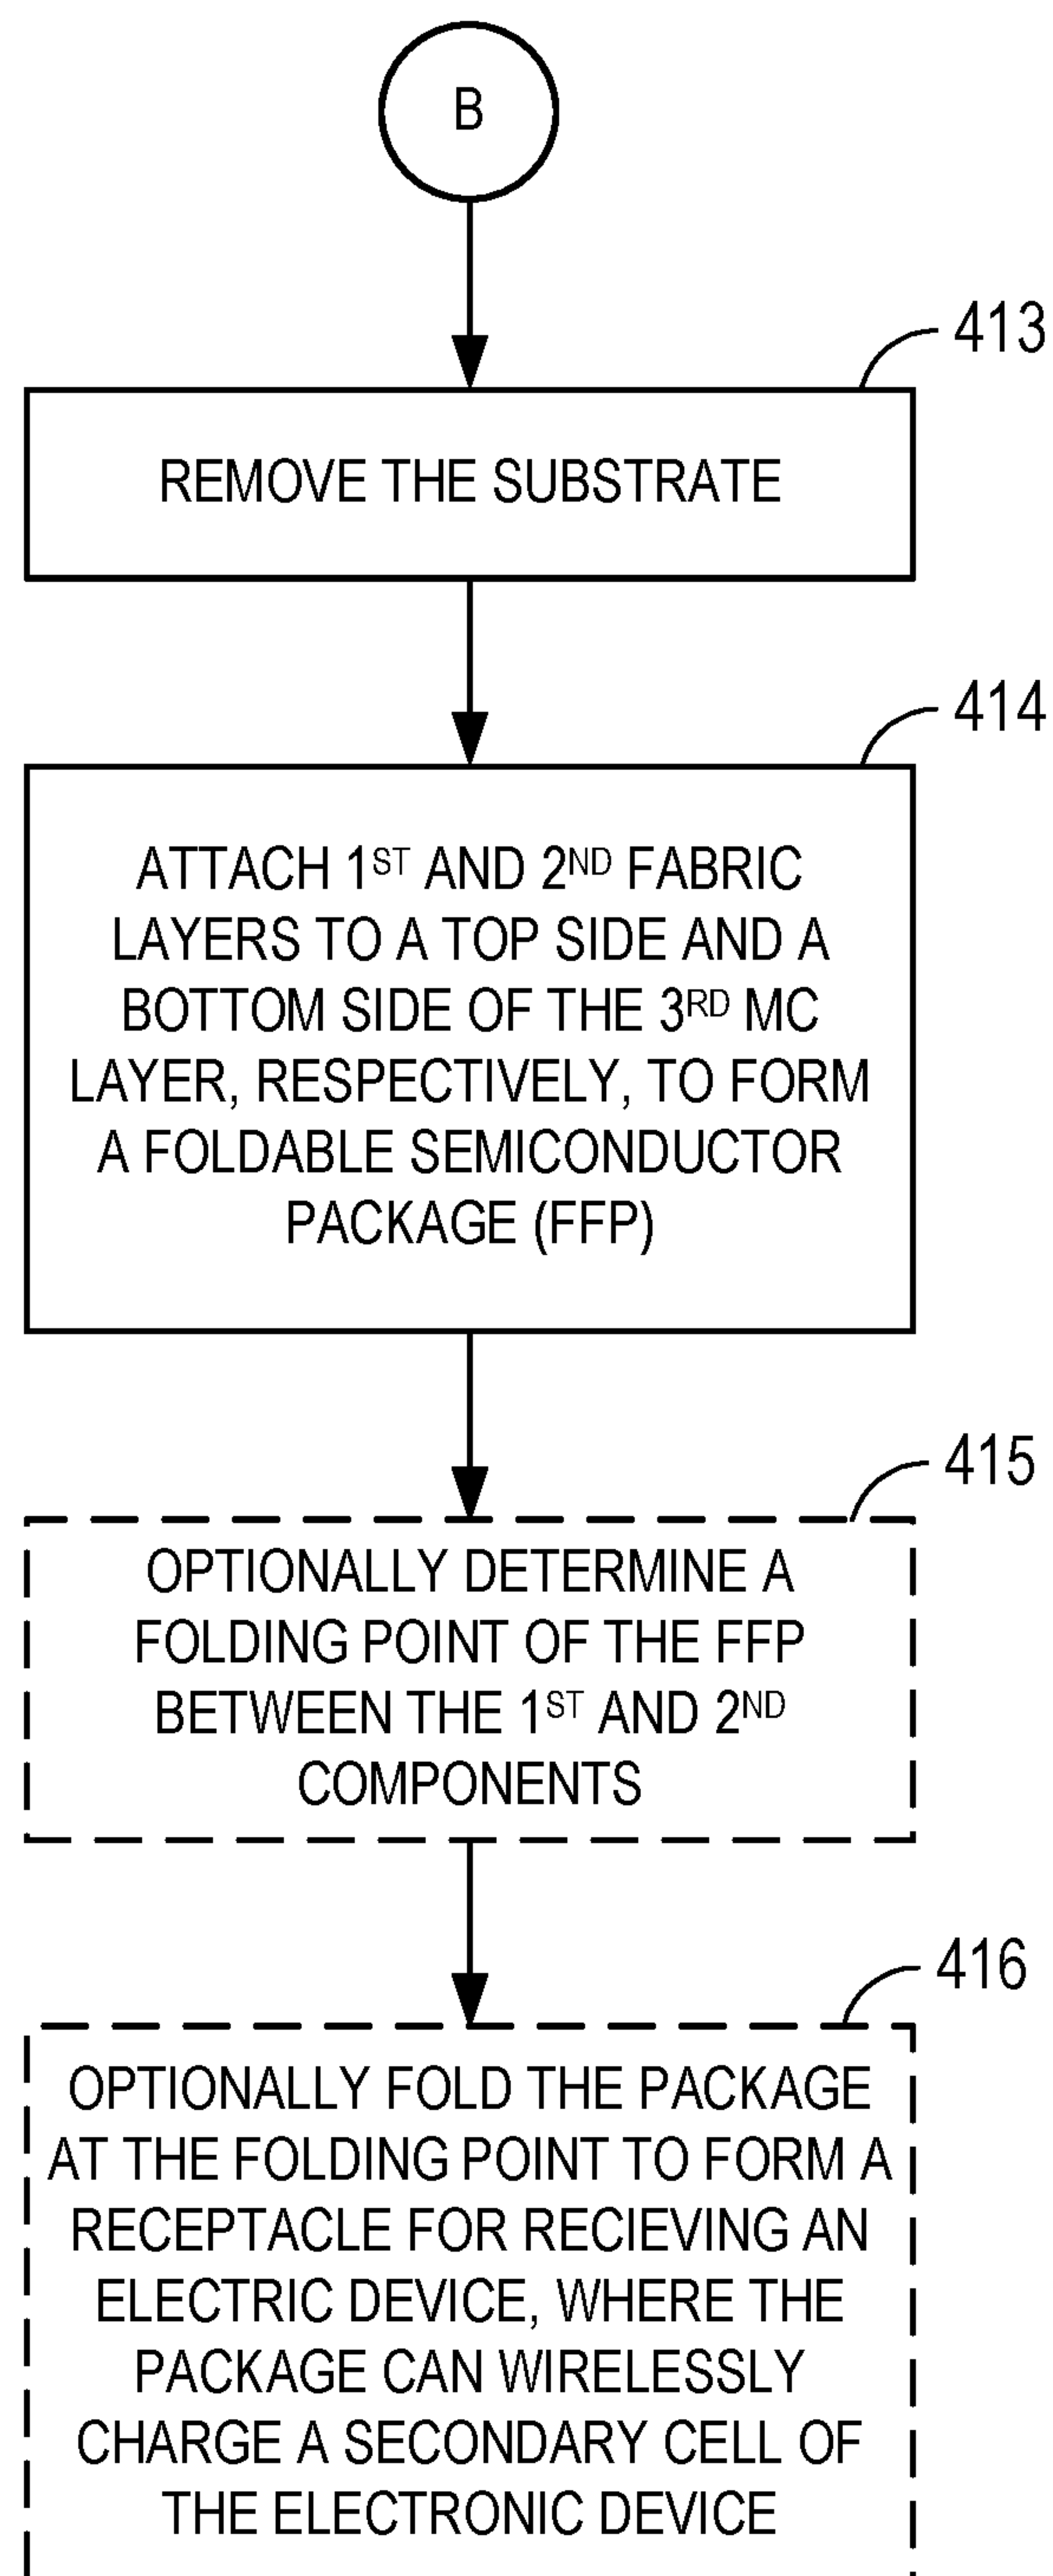 B
413
REMOVE THE SUBSTRATE
414
ATTACH 1ST AND 2ND FABRIC
LAYERS TO A TOP SIDE AND A
BOTTOM SIDE OF THE 3RD MC
LAYER, RESPECTIVELY, TO FORM
A FOLDABLE SEMICONDUCTOR
PACKAGE (FFP)
415
OPTIONALLY DETERMINE A
FOLDING POINT OF THE FFP
BETWEEN THE 1ST AND 2ND
COMPONENTS
416
OPTIONALLY FOLD THE PACKAGE
AT THE FOLDING POINT TO FORM A
RECEPTACLE FOR RECIEVING AN
ELECTRIC DEVICE, WHERE THE
PACKAGE CAN WIRELESSLY
CHARGE A SECONDARY CELL OF
THE ELECTRONIC DEVICE